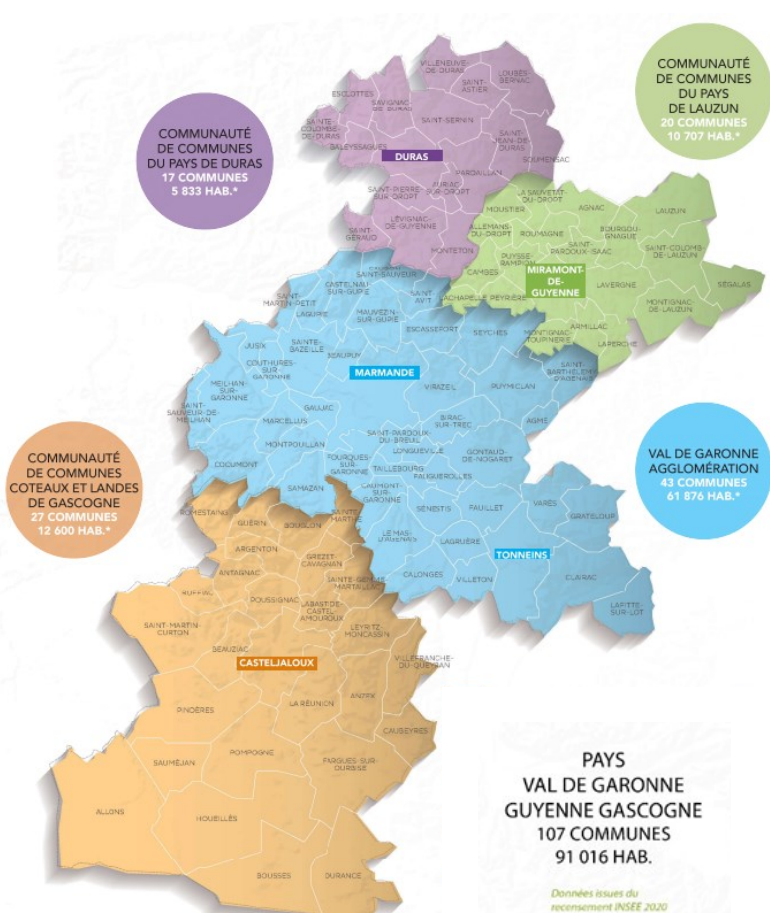 COMMUNAUTÉ
DE COMMUNES
DU PAYS
DE LAUZUN
20 COMMUNES
10 707 HAB.*
COMMUNAUTÉ
DE COMMUNES
DU PAYS DE DURAS
17 COMMUNES
5 833 HAB.*
VILLENEUVE-
DE-DURAS
LOUBÈS-
BERNAC
SAINT-
ASTIER
ESCLOTTES
SAVIGNAC-
DE-DURAS
SAINT-SERNIN
SAINTE-
COLOMBE-
DE-DURAS
SAINT-
JEAN-DE-
DURAS
BALEYSSAGUES
DURAS
SOUMENSAC
PARDAILLAN
SAINT-PIERRE-
SUR-DROPT
AURIAC-
SUR-DROPT
LÉVIGNAC-
DE-GUYENNE
SAINT-
GÉRAUD
MONTETON
LA SAUVETAT-
DU-DROPT
MOUSTIER
AGNAC
LAUZUN
ALLEMANS-
DU-DROPT
ROUMAGNE
BOURGOU-
GNAGUE
SAINT-
PARDOUX-ISAAC
SAINT-COLOMB-
DE-LAUZUN
PUYSSE-
RAMPION
CAMBES
MIRAMONT-
DE-
GUYENNE
LAVERGNE
SÉGALAS
LACHAPELLE
PEYRIÈRE
MONTIGNAC-
DE-LAUZUN
MONTIGNAC-
TOUPINERIE
ARMILLAC
LAPERCHE
SAINT-SAUVEUR
CASTELNAU-
SUR-GUPIE
SAINT-
MARTIN-PETIT
SAINT-
AVIT
LAGUPIE
MAUVEZIN-
SUR-GUPIE
ESCASSEFORT
SEYCHES
JUSIX
SAINTE-
BAZEILLE
BEAUPUY
COUTHURES-
SUR-
GARONNE
SAINT-
BARTHÉLEMY-
D'AGENAIS
MARMANDE
MEILHAN-
SUR-
GARONNE
VIRAZEIL
PUYMICLAN
SAINT-
SAUVEUR-DE-
MEILHAN
GAUJAC
MARCELLUS
BIRAC-
SUR-TREC
AGMÉ
SAINT-PARDOUX-
DU-BREUIL
MONTPOUILLAN
LONGUEVILLE
GONTAUD-
DE-NOGARET
FOURQUES-
SUR-
GARONNE
TAILLEBOURG
FAUGUEROLLES
COCUMONT
SAMAZAN
CAUMONT-
SUR-
GARONNE
SÉNESTIS
FAUILLET
VARÈS
GRATELOUP
LE MAS-
D'AGENAIS
LAGRUÈRE
TONNEINS
CALONGES
VILLETON
CLAIRAC
LAFITTE-
SUR-LOT
VAL DE GARONNE
AGGLOMÉRATION
43 COMMUNES
61 876 HAB.*
COMMUNAUTÉ
DE COMMUNES
COTEAUX ET LANDES
DE GASCOGNE
27 COMMUNES
12 600 HAB.*
ROMESTAING
GUÉRIN
BOUGLON
SAINTE-
MARTHE
ARGENTON
GREZET-
CAVAGNAN
ANTAGNAC
SAINTE-GEMME-
MARTAILLAC
RUFFIAC
POUSSIGNAC
LABASTIDE-
CASTEL-
AMOUROUX
SAINT-MARTIN-
CURTON
LEYRITZ-
MONCASSIN
BEAUZIAC
CASTELJALOUX
VILLEFRANCHE-
DU-QUEYRAN
ANZEX
LA RÉUNION
PINDÈRES
CAUBEYRES
POMPOGNE
SAUMÉJAN
FARGUES-SUR-
OURBISE
ALLONS
HOUEILLÈS
BOUSSES
DURANCE
PAYS
VAL DE GARONNE
GUYENNE GASCOGNE
107 COMMUNES
91 016 HAB.
Données issues du
recensement INSEE 2020